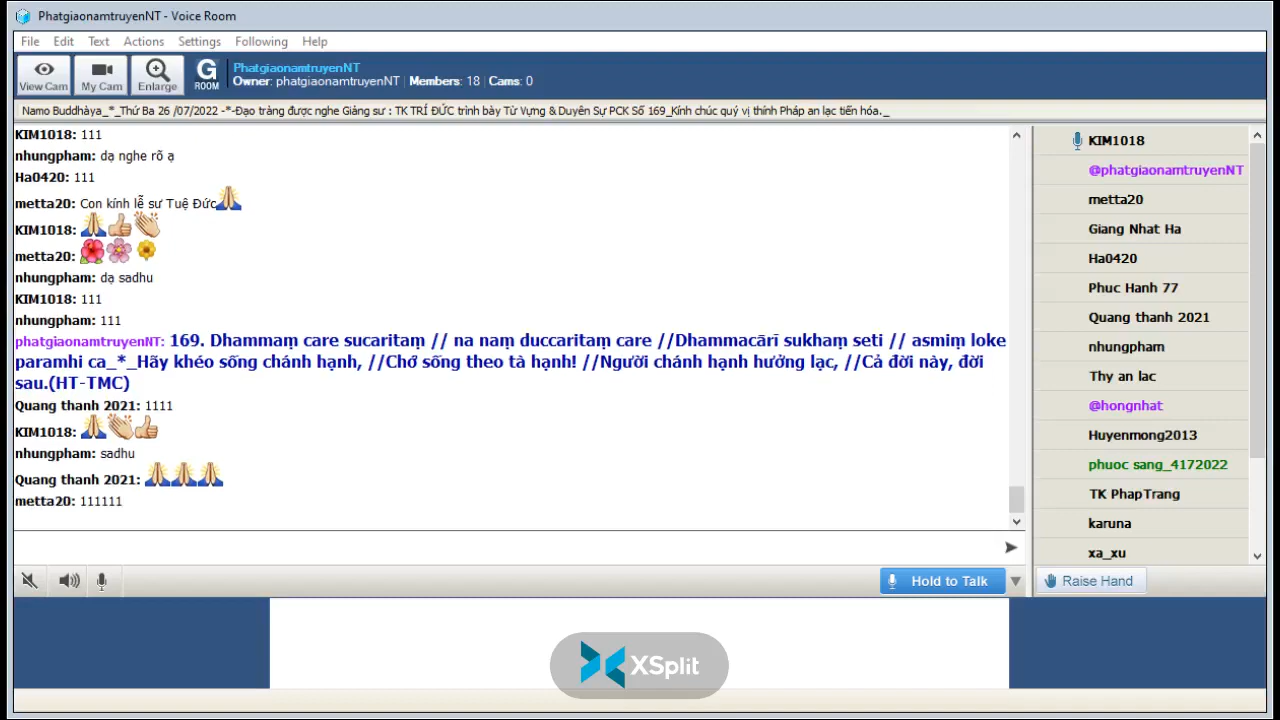 PhatgiaonamtruyenNT - Voice Room
File Edit Text Actions Settings Following Help
View Cam
My Cam
Enlarge
G ROOM
PhatgiaonamtruyenNT
Owner: phatgiaonamtruyenNT | Members: 18 | Cams: 0
Namo Buddhàya_*_Thứ Ba 26 /07/2022 -*-Đạo tràng được nghe Giảng sư : TK TRÍ ĐỨC trình bày Từ Vựng & Duyên Sự PCK Số 169_Kính chúc quý vị thính Pháp an lạc tiến hóa._
KIM1018: 111
nhungpham: dạ nghe rõ ạ
Ha0420: 111
metta20: Con kính lễ sư Tuệ Đức
KIM1018:
metta20:
nhungpham: dạ sadhu
KIM1018: 111
nhungpham: 111
phatgiaonamtruyenNT: 169. Dhammaṃ care sucaritaṃ // na naṃ duccaritaṃ care //Dhammacārī sukhaṃ seti // asmiṃ loke
paramhi ca_*_Hãy khéo sống chánh hạnh, //Chớ sống theo tà hạnh! //Người chánh hạnh hưởng lạc, //Cả đời này, đời
sau.(HT-TMC)
Quang thanh 2021: 1111
KIM1018:
nhungpham: sadhu
Quang thanh 2021:
metta20: 111111
KIM1018
@phatgiaonamtruyenNT
metta20
Giang Nhat Ha
Ha0420
Phuc Hanh 77
Quang thanh 2021
nhungpham
Thy an lac
@hongnhat
Huyenmong2013
phuoc sang_4172022
TK PhapTrang
karuna
xa_xu
Hold to Talk
Raise Hand
XSplit